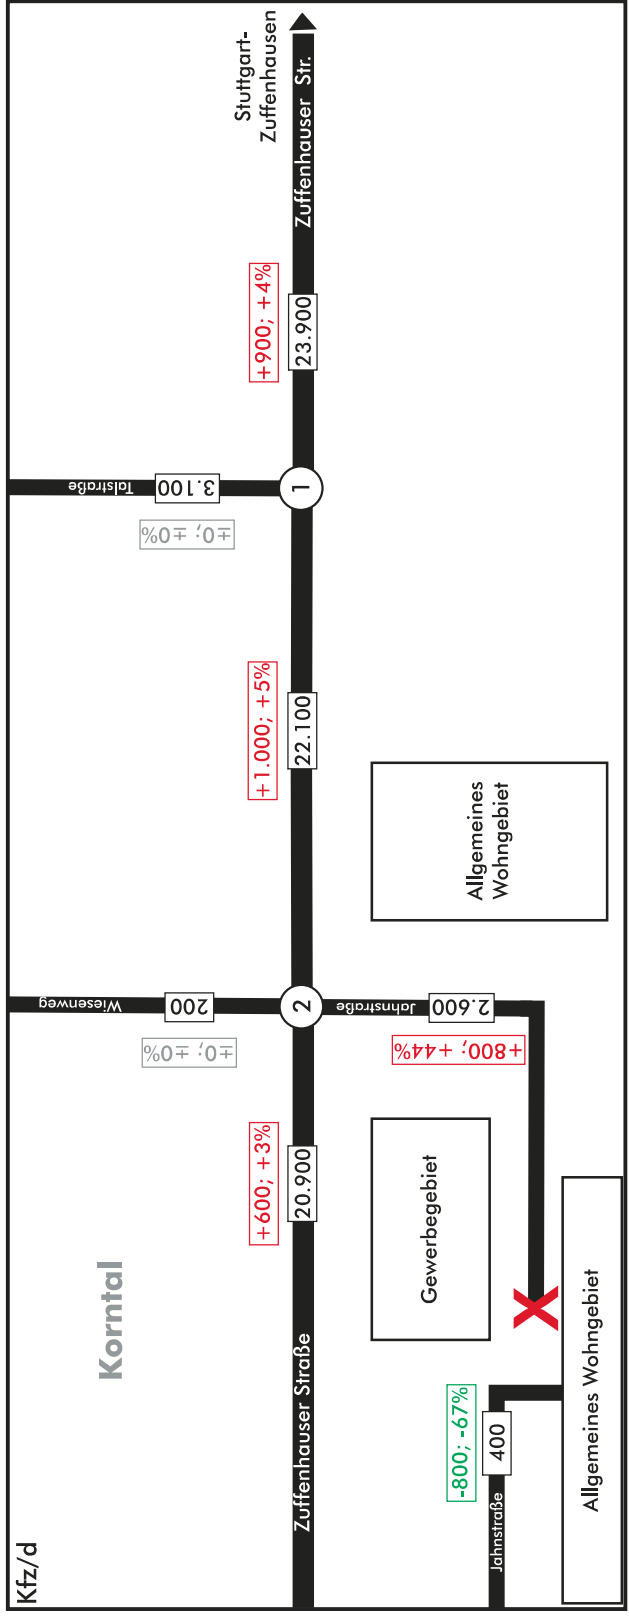 Kfz/d
Korntal
Zuffenhauser Straße
+600; +3%
20.900
Wiesenweg
200
±0; ±0%
2
Jahnstraße
2.600
+800; +44%
+1.000; +5%
22.100
Talstraße
3.100
±0; ±0%
1
+900; +4%
23.900
Zuffenhauser Str.
Stuttgart-
Zuffenhausen
Gewerbegebiet
Allgemeines
Wohngebiet
X
Jahnstraße
400
-800; -67%
Allgemeines Wohngebiet